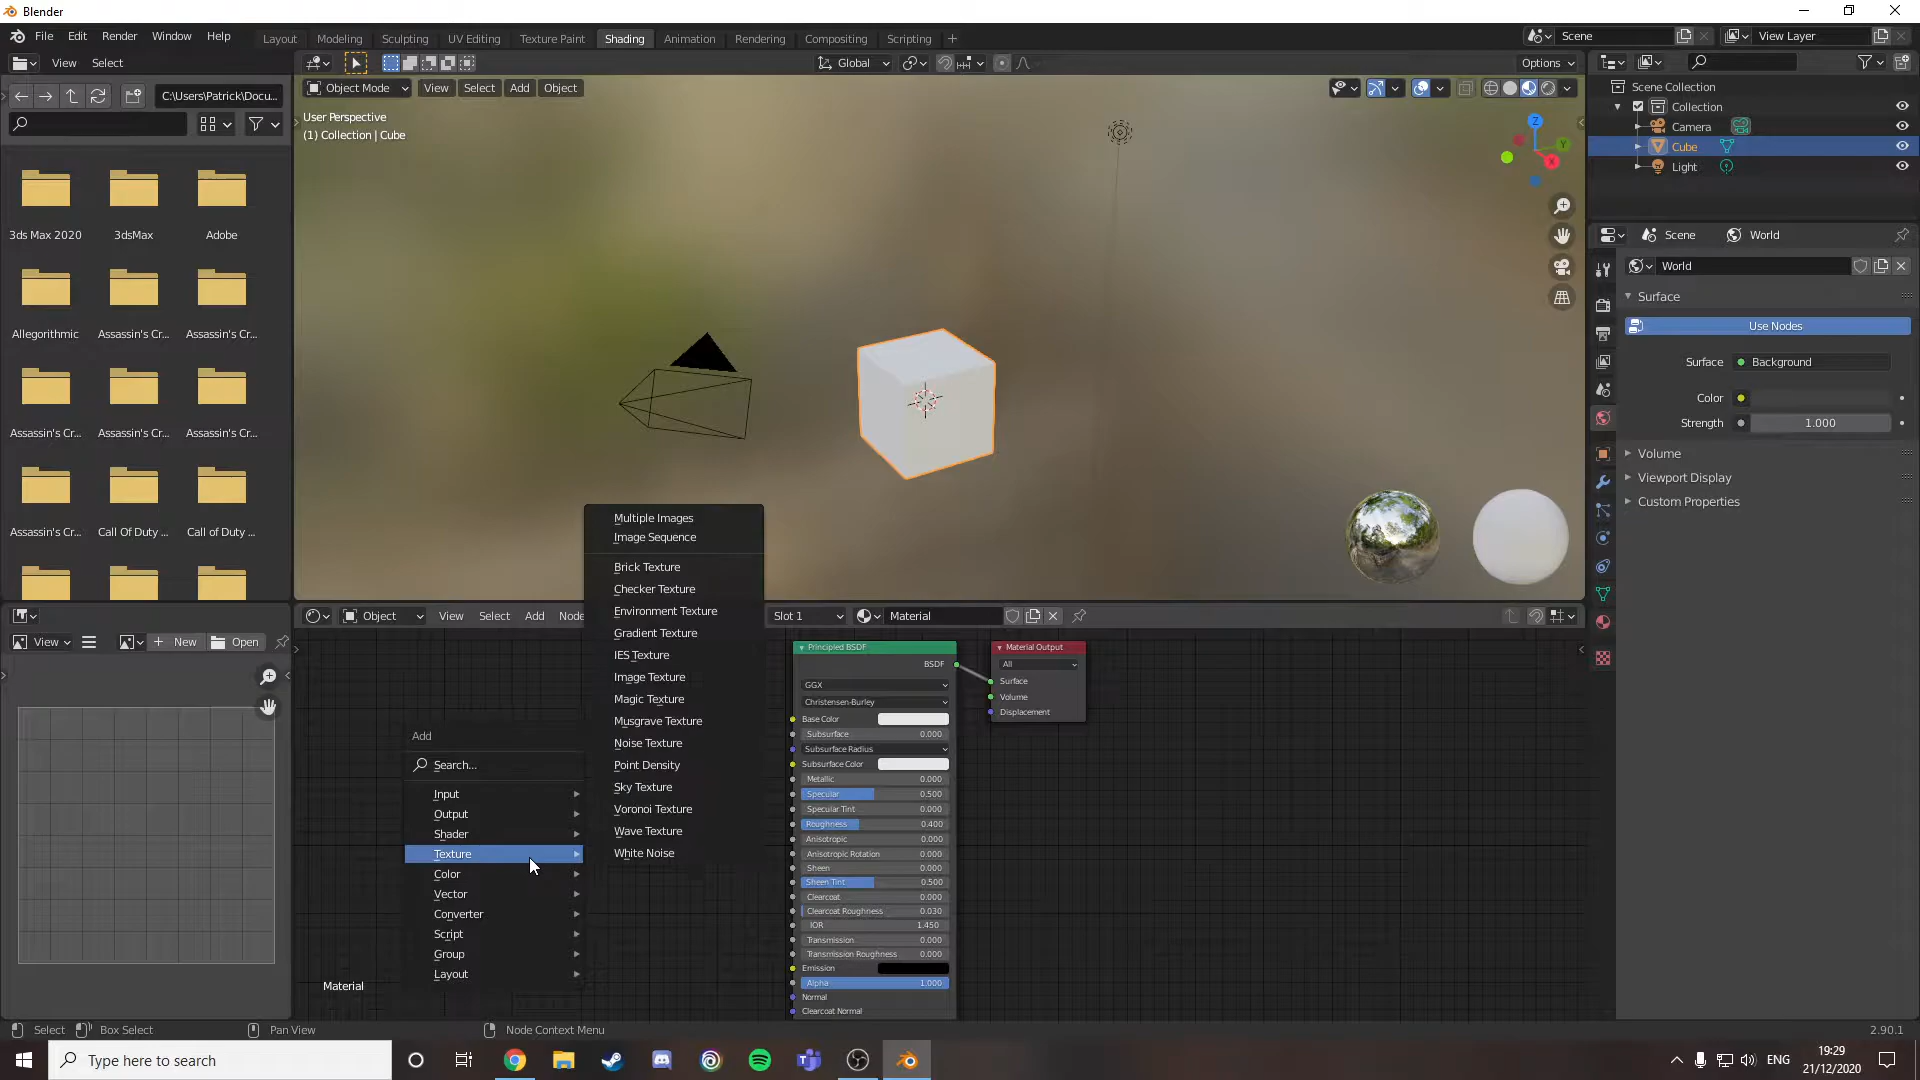 Blender
File Edit Render Window Help
Layout Modeling Sculpting UV Editing Texture Paint Shading Animation Rendering Compositing Scripting
Scene
View Layer
View Select
Global
Options
C:\Users\Patrick\Docu...
Object Mode View Select Add Object
User Perspective
(1) Collection | Cube
Z
Y
X
3ds Max 2020 3dsMax Adobe
Allegorithmic Assassin's Cr... Assassin's Cr...
Assassin's Cr... Assassin's Cr... Assassin's Cr...
Assassin's Cr... Call Of Duty ... Call of Duty ...
Scene Collection
Collection
Camera
Cube
Light
Scene World
World
Surface
Use Nodes
Surface Background
Color
Strength 1.000
Volume
Viewport Display
Custom Properties
View New Open
Object View Select Add Node
Slot 1
Material
Add
Search...
Input
Output
Shader
Texture
Color
Vector
Converter
Script
Group
Layout
Multiple Images
Image Sequence
Brick Texture
Checker Texture
Environment Texture
Gradient Texture
IES Texture
Image Texture
Magic Texture
Musgrave Texture
Noise Texture
Point Density
Sky Texture
Voronoi Texture
Wave Texture
White Noise
Principled BSDF
BSDF
GGX
Christensen-Burley
Base Color
Subsurface 0.000
Subsurface Radius
Subsurface Color
Metallic 0.000
Specular 0.500
Specular Tint 0.000
Roughness 0.400
Anisotropic 0.000
Anisotropic Rotation 0.000
Sheen 0.000
Sheen Tint 0.500
Clearcoat 0.000
Clearcoat Roughness 0.030
IOR 1.450
Transmission 0.000
Transmission Roughness 0.000
Emission
Alpha 1.000
Normal
Clearcoat Normal
Material Output
All
Surface
Volume
Displacement
Material
Select Box Select Pan View Node Context Menu
2.90.1
Type here to search
ENG
19:29
21/12/2020